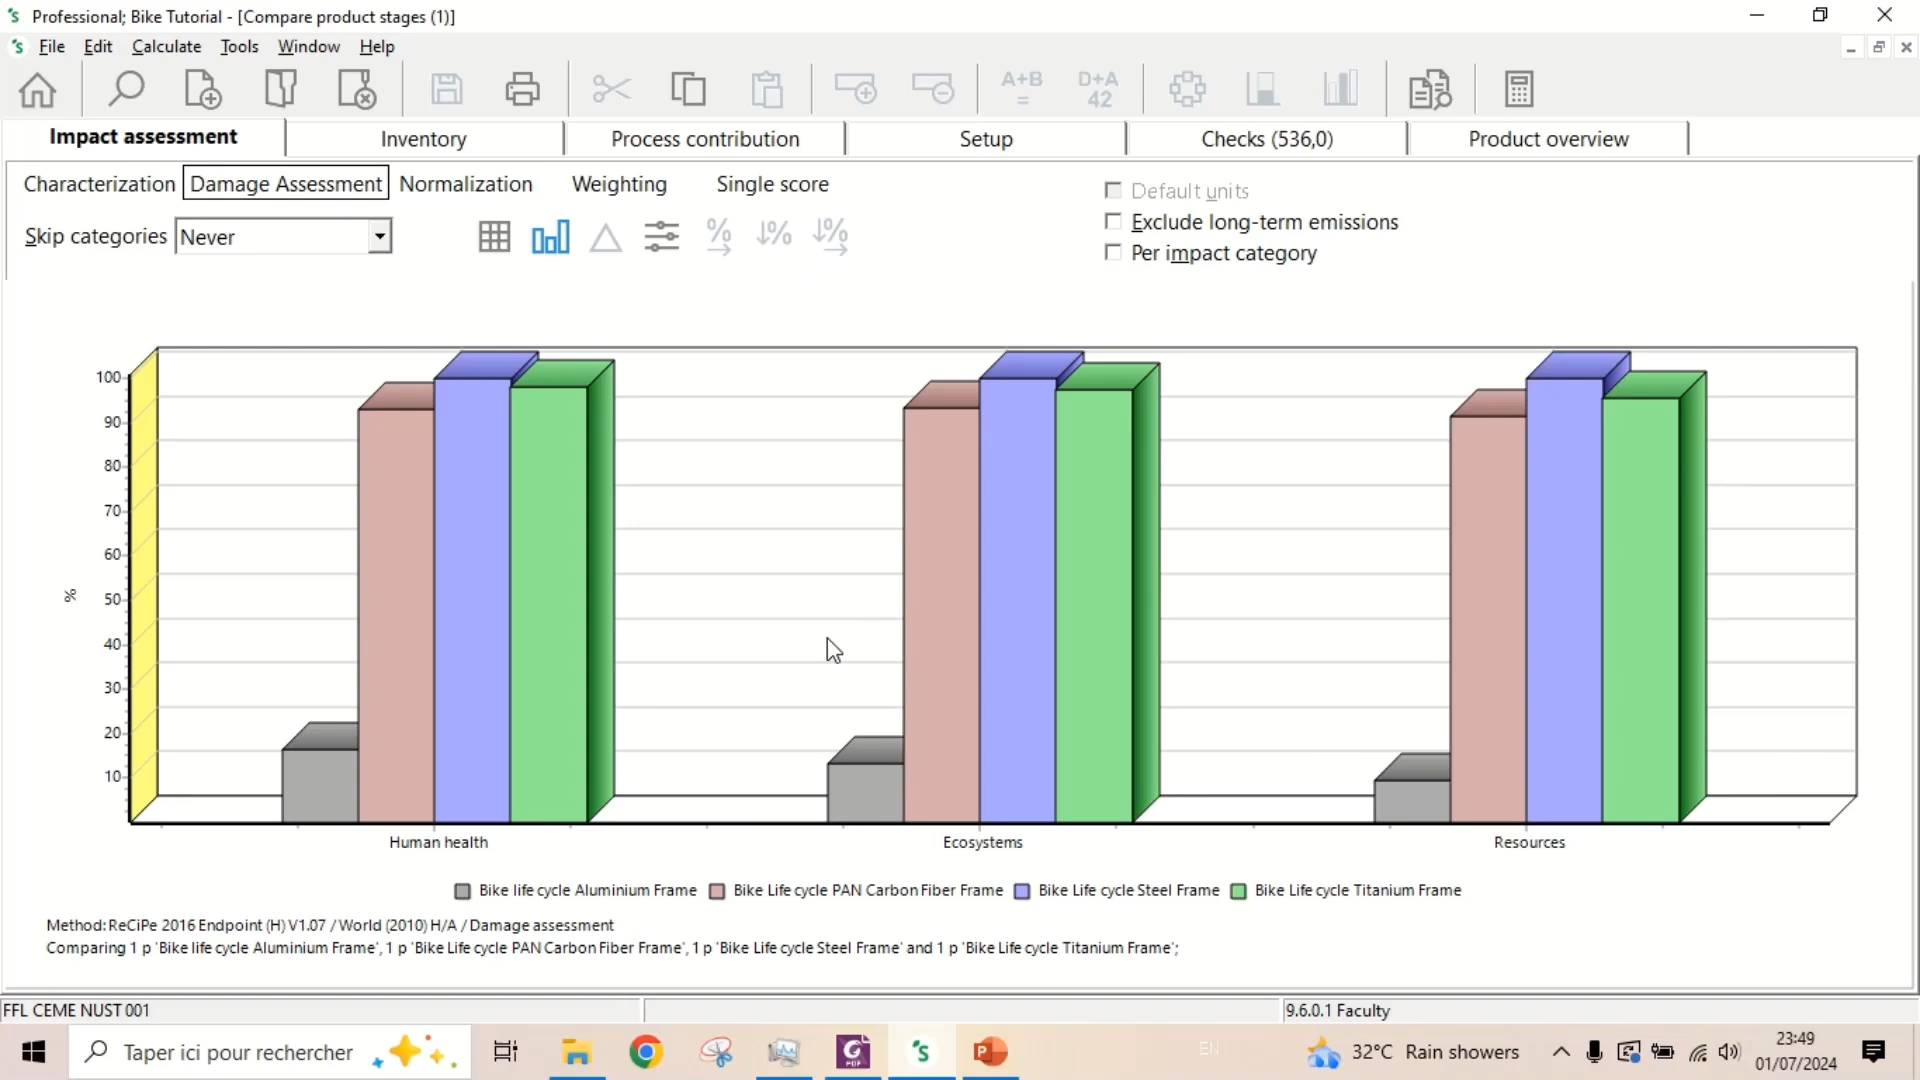 Professional; Bike Tutorial - [Compare product stages (1)]
File Edit Calculate Tools Window Help
A+B = D+A 42
Impact assessment Inventory Process contribution Setup Checks (536,0) Product overview
Characterization Damage Assessment Normalization Weighting Single score
Default units
Skip categories Never
Exclude long-term emissions
Per impact category
100
90
80
70
60
50
40
30
20
10
%
Human health Ecosystems Resources
Bike life cycle Aluminium Frame Bike Life cycle PAN Carbon Fiber Frame Bike Life cycle Steel Frame Bike Life cycle Titanium Frame
Method: ReCiPe 2016 Endpoint (H) V1.07 / World (2010) H/A / Damage assessment
Comparing 1 p 'Bike life cycle Aluminium Frame', 1 p 'Bike Life cycle PAN Carbon Fiber Frame', 1 p 'Bike Life cycle Steel Frame' and 1 p 'Bike Life cycle Titanium Frame';
FFL CEME NUST 001 9.6.0.1 Faculty
Taper ici pour rechercher EN 32°C Rain showers 23:49
01/07/2024